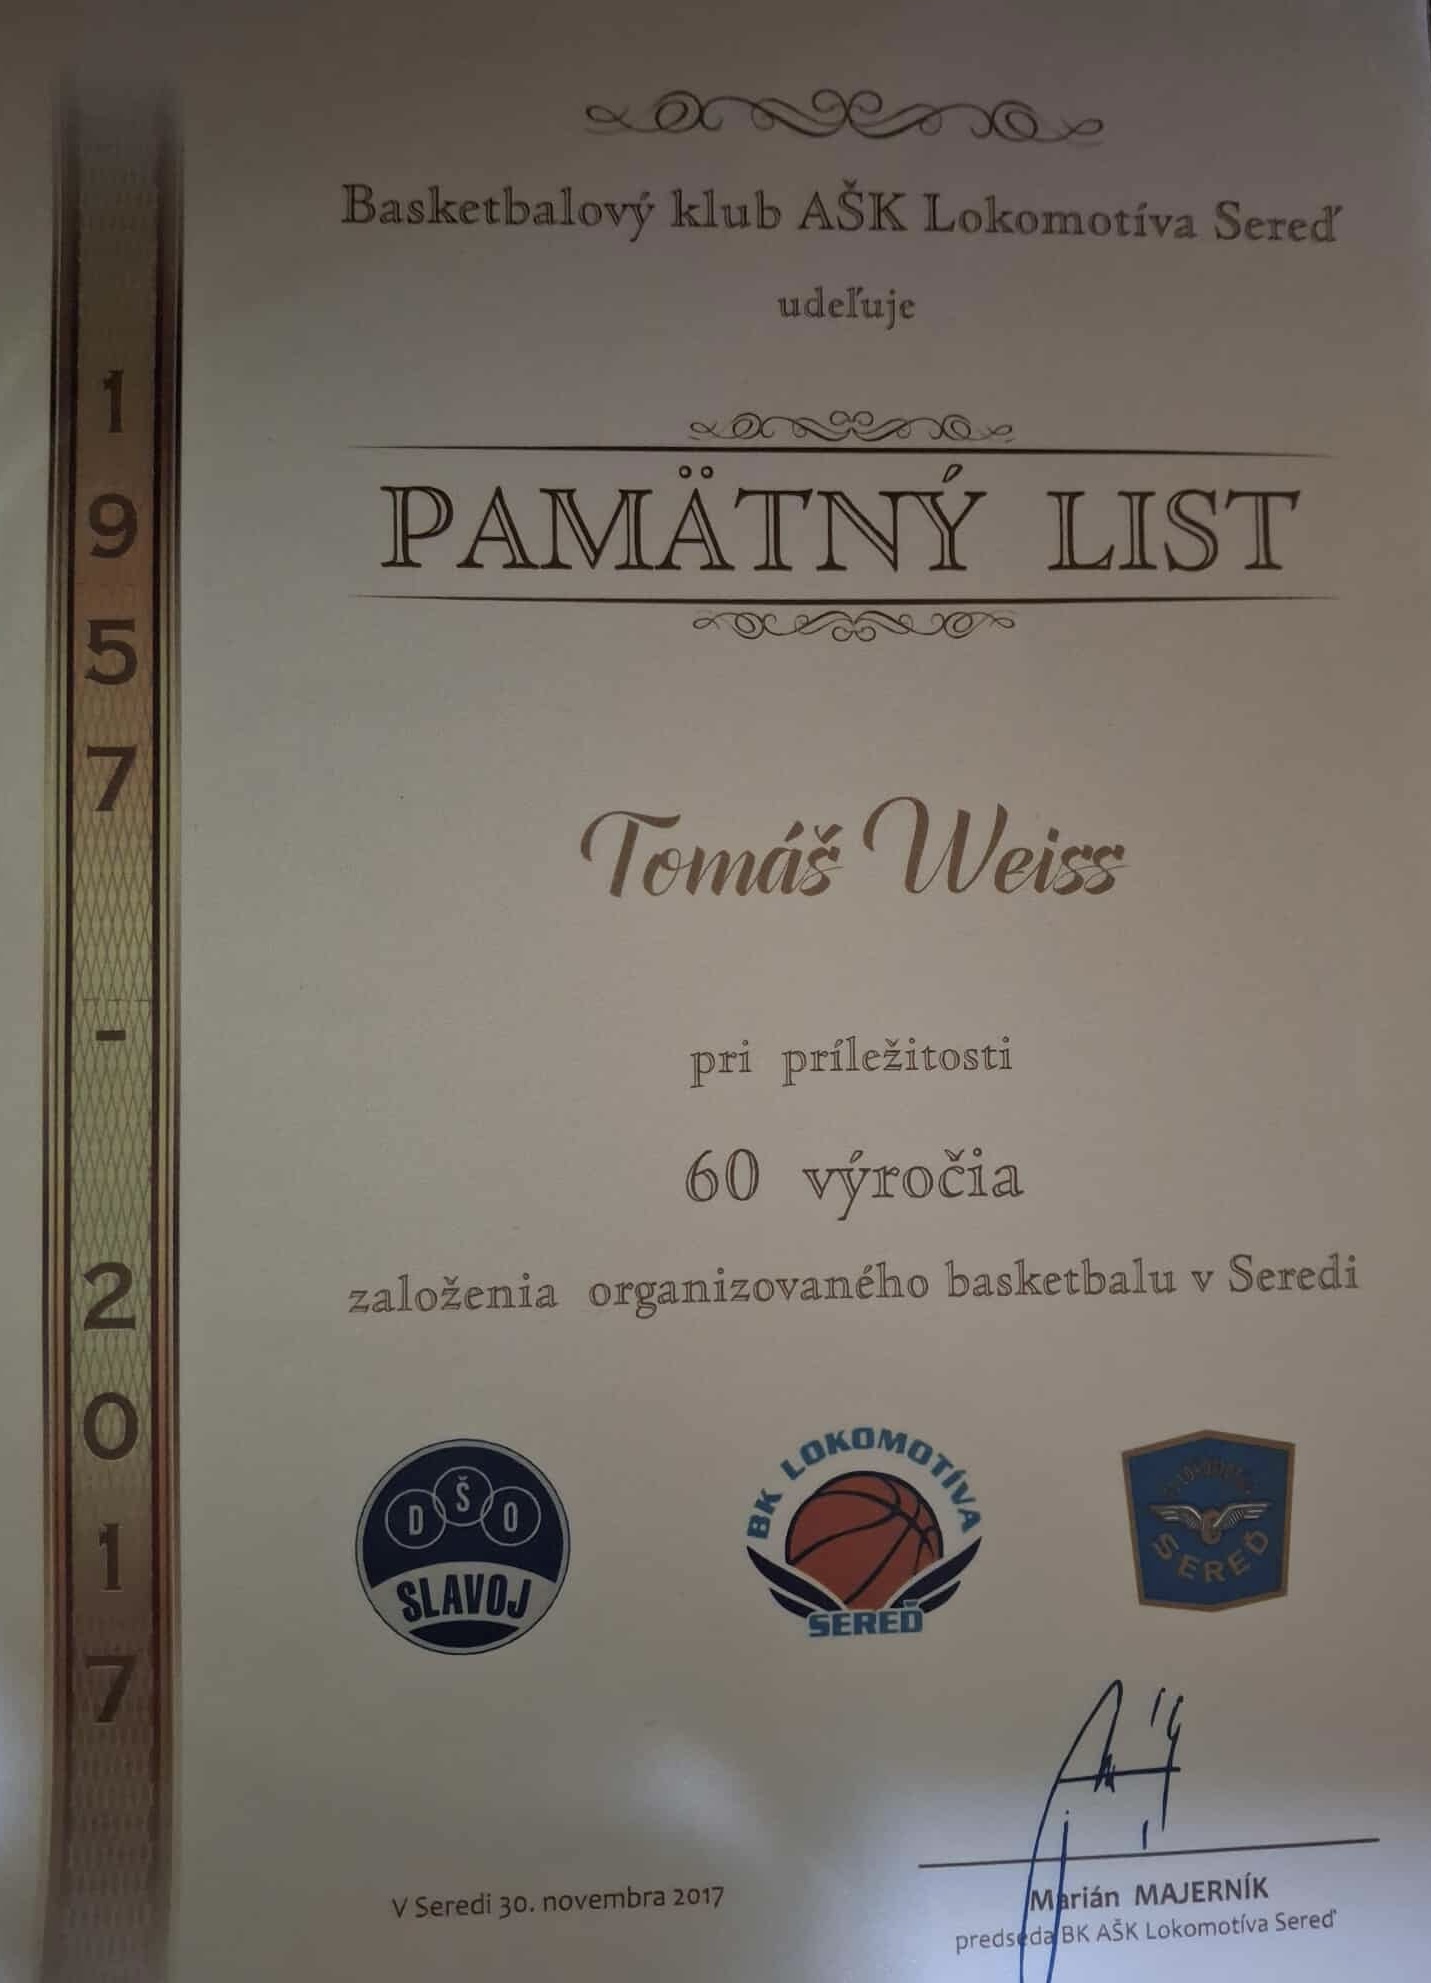 Basketbalový klub AŠK Lokomotíva Sereď
udeľuje
PAMÄTNÝ LIST
Tomáš Weiss
pri príležitosti
60 výročia
založenia organizovaného basketbalu v Seredi
1957-2017
DŠO
SLAVOJ
BK LOKOMOTÍVA
SEREĎ
SEREĎ
V Seredi 30. novembra 2017
Marián MAJERNÍK
predseda BK AŠK Lokomotíva Sereď